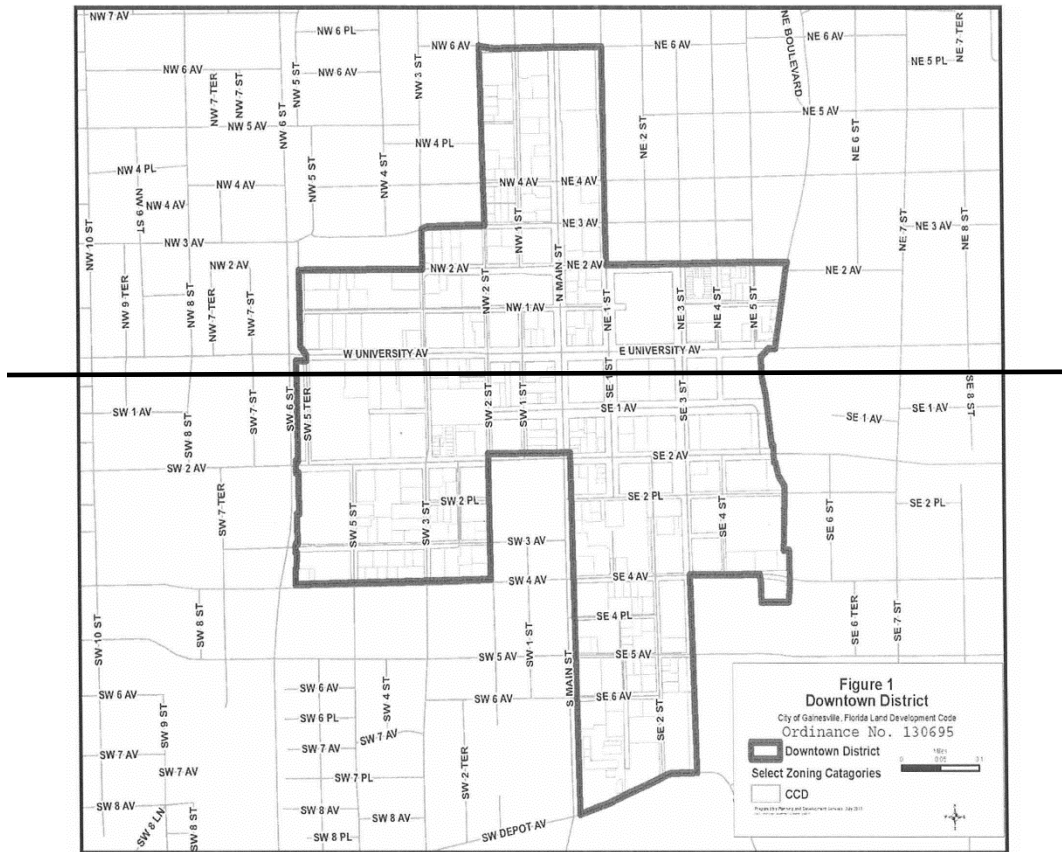 NW 7 AV
NW 6 PL
NW 6 AV
NE 6 AV
NE 6 AV
NE 7 TER
NE BOULEVARD
NW 6 AV
NW 6 AV
NW 3 ST
NE 5 PL
NW 7 TER
NW 7 ST
NW 5 ST
NW 6 ST
NE 5 AV
NW 5 AV
NE 2 ST
NE 6 ST
NW 4 PL
NW 5 ST
NW 4 ST
NW 4 PL
NW 4 AV
NW 4 AV
NE 4 AV
NW 4 AV
NW 9 ST
NW 10 ST
NW 3 AV
NW 1 ST
NE 3 AV
NE 7 ST
NE 3 AV
NE 8 ST
NW 2 AV
NW 2 AV
NW 2 ST
N MAIN ST
NE 2 AV
NE 2 AV
NW 9 TER
NW 8 ST
NW 7 TER
NW 7 ST
NW 1 AV
NE 1 ST
NE 3 ST
NE 4 ST
NE 5 ST
W UNIVERSITY AV
E UNIVERSITY AV
SW 1 AV
SW 8 ST
SW 7 ST
SW 6 ST
SW 5 TER
SW 2 ST
SW 1 ST
SE 1 ST
SE 1 AV
SE 3 ST
SE 1 AV
SE 1 AV
SE 8 ST
SW 2 AV
SE 2 AV
SW 7 TER
SW 5 ST
SW 3 ST
SW 2 PL
SE 2 PL
SE 4 ST
SE 6 ST
SE 2 PL
SW 3 AV
SW 4 AV
SE 4 AV
SW 10 ST
SW 8 ST
SW 1 ST
S MAIN ST
SE 4 PL
SE 6 TER
SE 7 ST
SW 5 AV
SE 5 AV
SW 6 AV
SW 9 ST
SW 6 AV
SW 4 ST
SW 6 AV
SE 6 AV
SE 2 ST
SW 6 PL
SW 7 AV
SW 7 AV
SW 7 AV
SW 7 AV
SW 2 TER
SW 7 PL
SW 8 AV
SW 8 LN
SW 8 ST
SW 8 AV
SW 8 AV
SW 8 PL
SW DEPOT AV
Figure 1
Downtown District
City of Gainesville, Florida Land Development Code
Ordinance No. 130695
Downtown District
Miles
0 0.05 0.1
Select Zoning Catagories
CCD